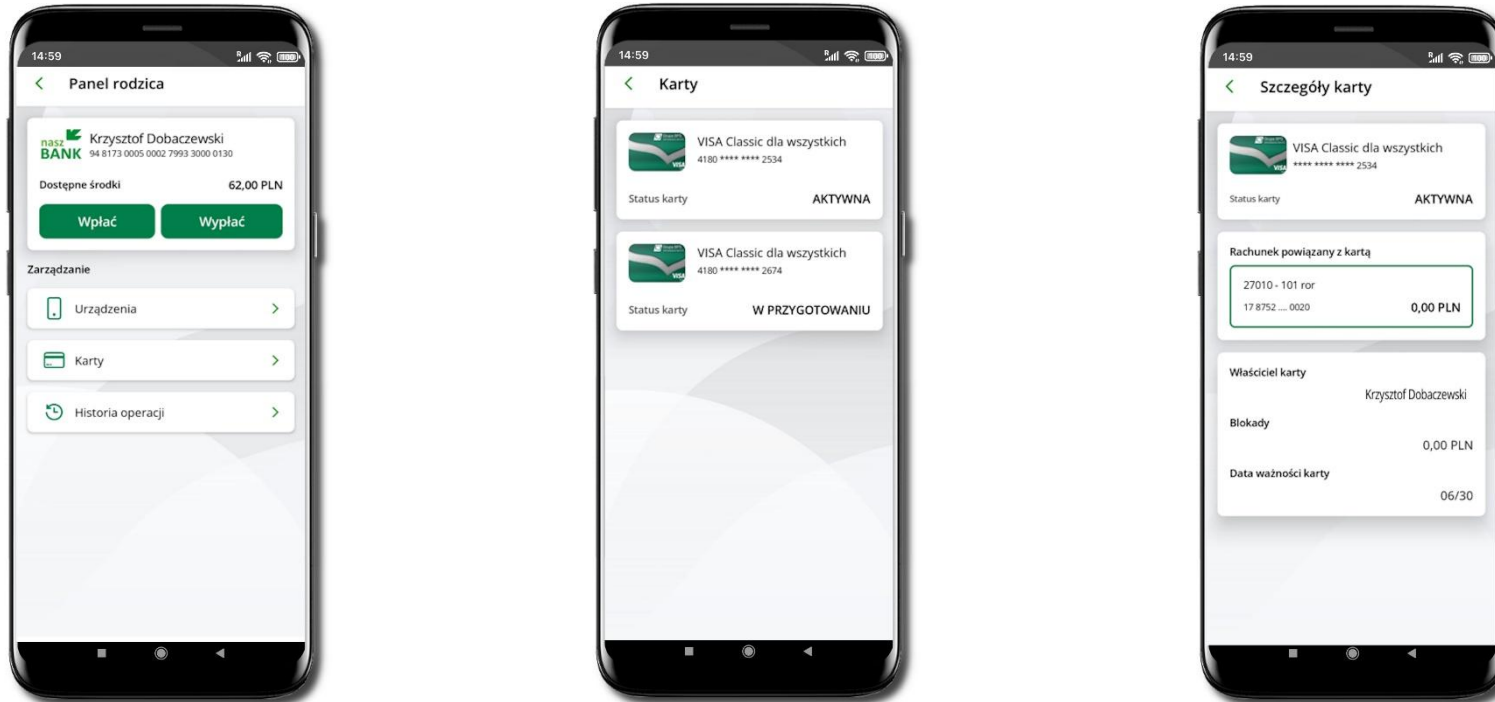 14:59
Panel rodzica
nasz BANK
Krzysztof Dobaczewski
94 8173 0005 0002 7993 3000 0130
Dostępne środki 62,00 PLN
Wpłać Wypłać
Zarządzanie
Urządzenia
Karty
Historia operacji
14:59
Karty
VISA Classic dla wszystkich
4180 **** **** 2534
VISA
Status karty AKTYWNA
VISA Classic dla wszystkich
4180 **** **** 2674
VISA
Status karty W PRZYGOTOWANIU
14:59
Szczegóły karty
VISA Classic dla wszystkich
**** **** **** 2534
VISA
Status karty AKTYWNA
Rachunek powiązany z kartą
27010 - 101 ror
17 8752 .... 0020 0,00 PLN
Właściciel karty
Krzysztof Dobaczewski
Blokady
0,00 PLN
Data ważności karty
06/30